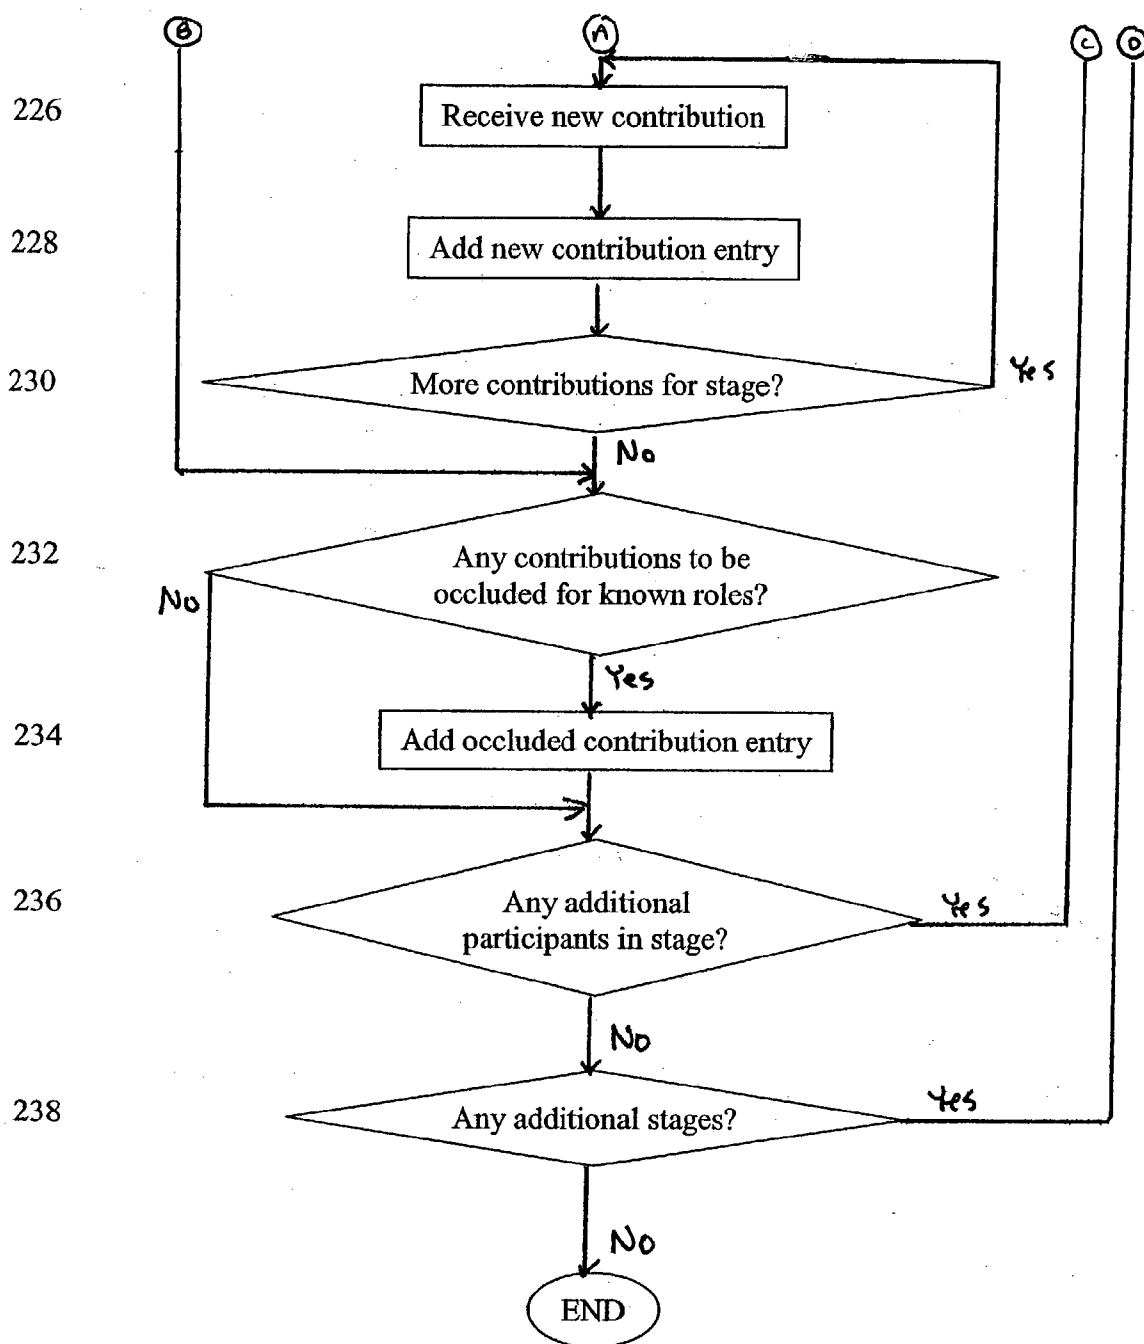 B
A
C
D
226
Receive new contribution
228
Add new contribution entry
230
More contributions for stage?
Yes
No
232
Any contributions to be
occluded for known roles?
No
Yes
234
Add occluded contribution entry
236
Any additional
participants in stage?
Yes
No
238
Any additional stages?
Yes
No
END